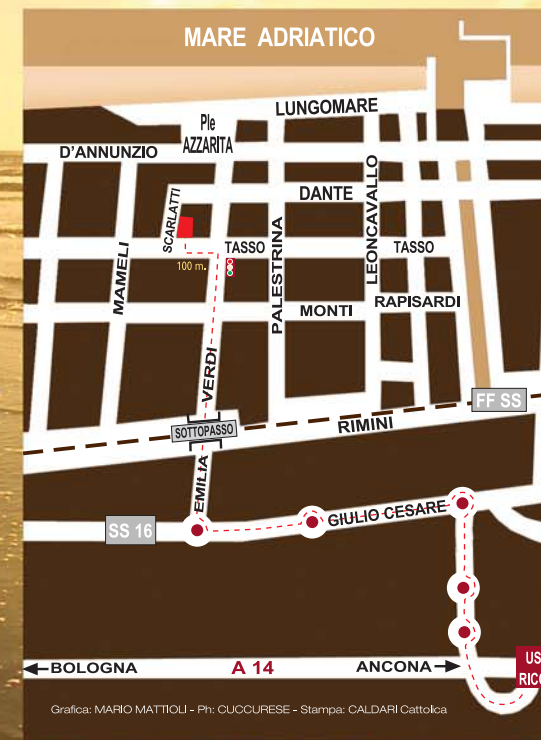 MARE ADRIATICO
LUNGOMARE
Ple
AZZARITA
D'ANNUNZIO
SCARLATTI
DANTE
LEONCAVALLO
MAMELI
TASSO
PALESTRINA
TASSO
100 m.
MONTI
RAPISARDI
VERDI
FF SS
SOTTOPASSO
RIMINI
EMILIA
GIULIO CESARE
SS 16
BOLOGNA
A 14
ANCONA
US
RICC
Grafica: MARIO MATTIOLI - Ph: CUCCURESE - Stampa: CALDARI Cattolica